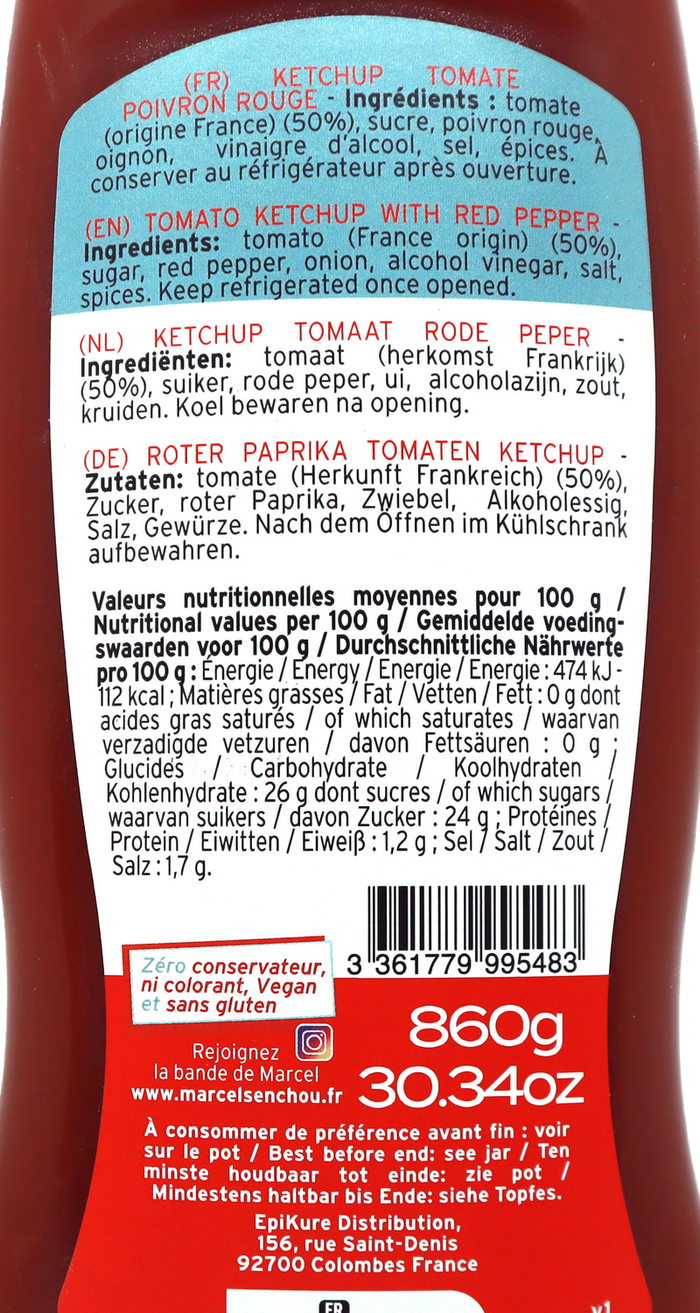 (FR) KETCHUP TOMATE
POIVRON ROUGE - Ingrédients : tomate
(origine France) (50%), sucre, poivron rouge,
oignon, vinaigre d'alcool, sel, épices. À
conserver au réfrigérateur après ouverture.
(EN) TOMATO KETCHUP WITH RED PEPPER -
Ingredients: tomato (France origin) (50%),
sugar, red pepper, onion, alcohol vinegar, salt,
spices. Keep refrigerated once opened.
(NL) KETCHUP TOMAAT RODE PEPER -
Ingrediënten: tomaat (herkomst Frankrijk)
(50%), suiker, rode peper, ui, alcoholazijn, zout,
kruiden. Koel bewaren na opening.
(DE) ROTER PAPRIKA TOMATEN KETCHUP -
Zutaten: tomate (Herkunft Frankreich) (50%),
Zucker, roter Paprika, Zwiebel, Alkoholessig,
Salz, Gewürze. Nach dem Öffnen im Kühlschrank
aufbewahren.
Valeurs nutritionnelles moyennes pour 100 g /
Nutritional values per 100 g / Gemiddelde voeding-
swaarden voor 100 g / Durchschnittliche Nährwerte
pro 100 g : Énergie / Energy / Energie / Energie : 474 kJ -
112 kcal ; Matières grasses / Fat / Vetten / Fett : 0 g dont
acides gras saturés / of which saturates / waarvan
verzadigde vetzuren / davon Fettsäuren : 0 g ;
Glucides / Carbohydrate / Koolhydraten /
Kohlenhydrate : 26 g dont sucres / of which sugars /
waarvan suikers / davon Zucker : 24 g ; Protéines /
Protein / Eiwitten / Eiweiß : 1,2 g ; Sel / Salt / Zout /
Salz : 1,7 g.
3 361779 995483
Zéro conservateur,
ni colorant, Vegan
et sans gluten
860g
30.34oz
Rejoignez
la bande de Marcel
www.marcelsenchou.fr
À consommer de préférence avant fin : voir
sur le pot / Best before end: see jar / Ten
minste houdbaar tot einde: zie pot /
Mindestens haltbar bis Ende: siehe Topfes.
EpiKure Distribution,
156, rue Saint-Denis
92700 Colombes France
FR
v1